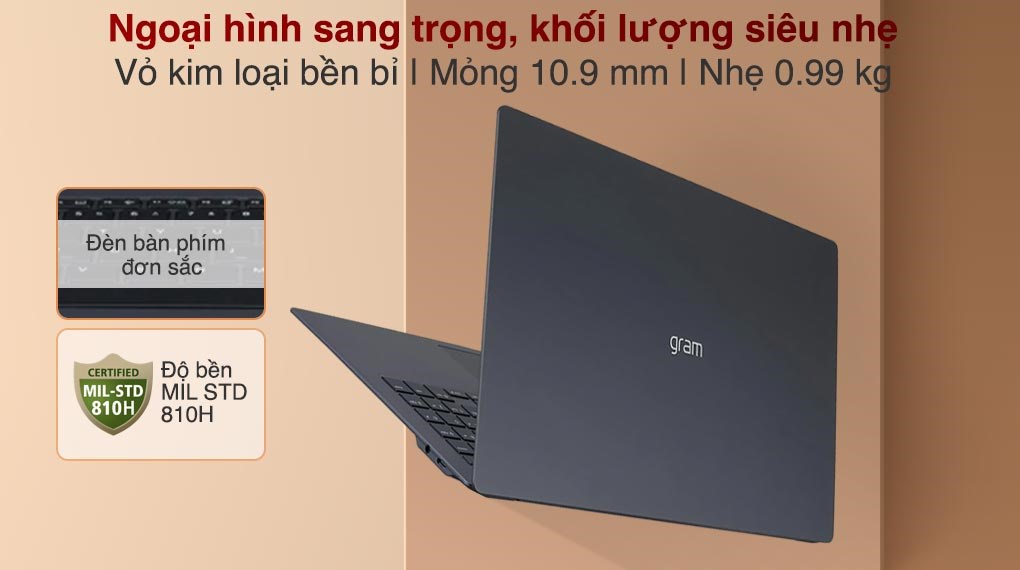 Ngoại hình sang trọng, khối lượng siêu nhẹ
Vỏ kim loại bền bỉ | Mỏng 10.9 mm | Nhẹ 0.99 kg
Đèn bàn phím
đơn sắc
CERTIFIED
MIL-STD
810H
Độ bền
MIL STD
810H
gram